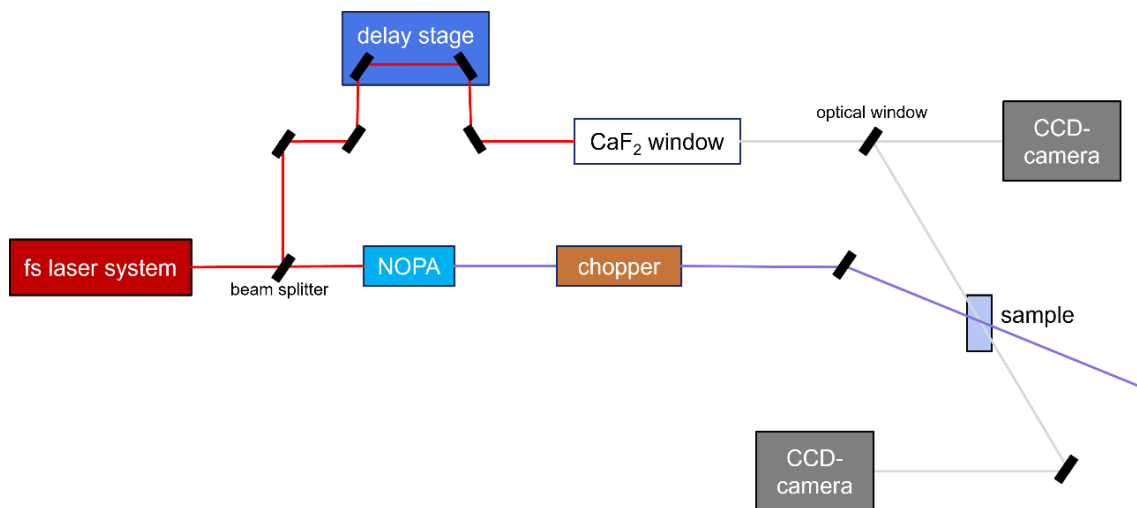 delay stage
optical window
CaF₂ window
CCD-
camera
fs laser system
beam splitter
NOPA
chopper
sample
CCD-
camera